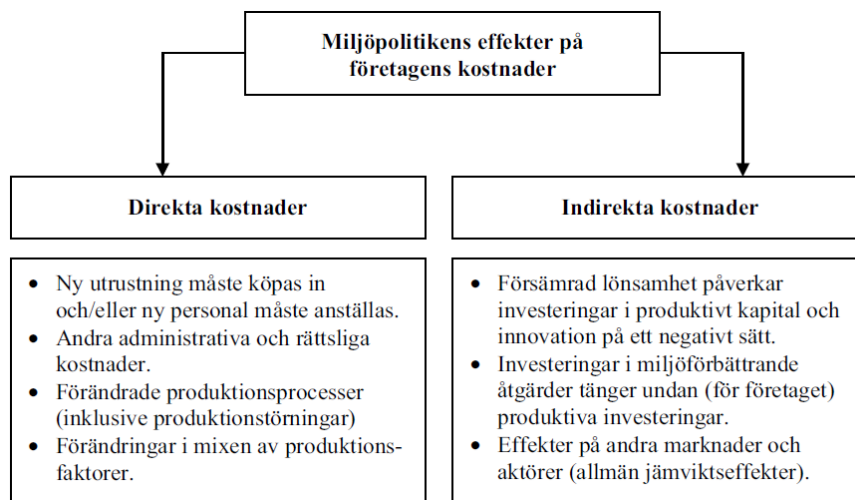 Miljöpolitikens effekter på
företagens kostnader
Direkta kostnader
• Ny utrustning måste köpas in
och/eller ny personal måste anställas.
• Andra administrativa och rättsliga
kostnader.
• Förändrade produktionsprocesser
(inklusive produktionstörningar)
• Förändringar i mixen av produktions-
faktorer.
Indirekta kostnader
• Försämrad lönsamhet påverkar
investeringar i produktivt kapital och
innovation på ett negativt sätt.
• Investeringar i miljöförbättrande
åtgärder tänger undan (för företaget)
produktiva investeringar.
• Effekter på andra marknader och
aktörer (allmän jämviktseffekter).